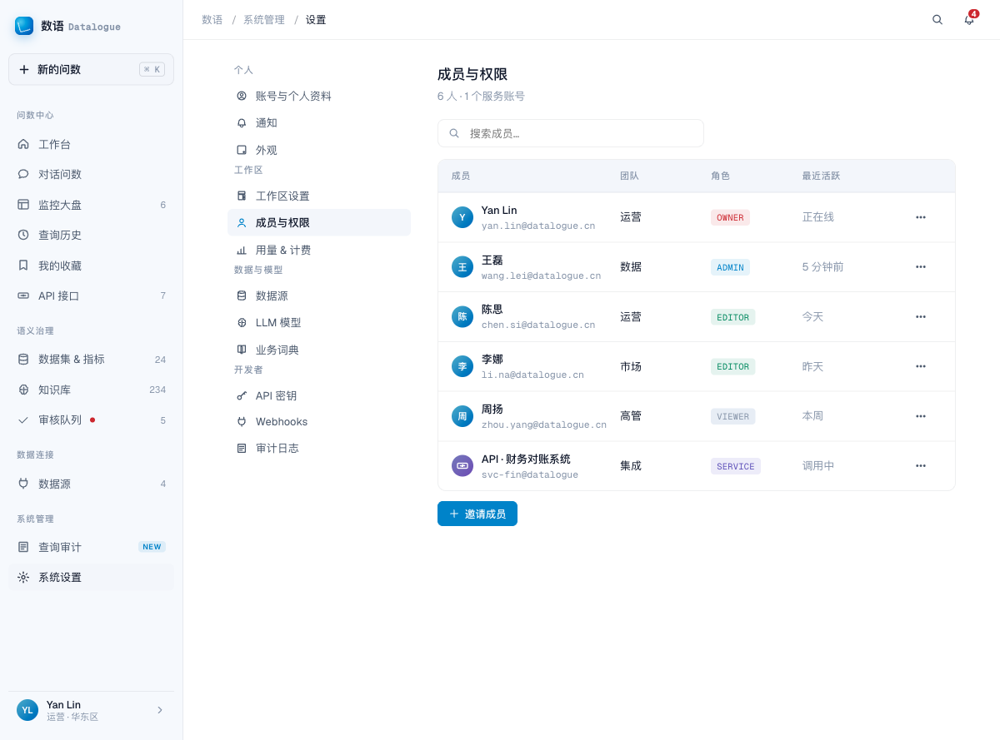 数语 Datalogue
新的问数 ⌘ K
问数中心
工作台
对话问数
监控大盘 6
查询历史
我的收藏
API 接口 7
语义治理
数据集 & 指标 24
知识库 234
审核队列 5
数据连接
数据源 4
系统管理
查询审计 NEW
系统设置
YL Yan Lin
运营 · 华东区
数语 / 系统管理 / 设置
4
个人
账号与个人资料
通知
外观
工作区
工作区设置
成员与权限
用量 & 计费
数据与模型
数据源
LLM 模型
业务词典
开发者
API 密钥
Webhooks
审计日志
成员与权限
6 人 · 1 个服务账号
搜索成员…
成员 团队 角色 最近活跃
Y Yan Lin 运营 OWNER 正在线
yan.lin@datalogue.cn
王 王磊 数据 ADMIN 5 分钟前
wang.lei@datalogue.cn
陈 陈思 运营 EDITOR 今天
chen.si@datalogue.cn
李 李娜 市场 EDITOR 昨天
li.na@datalogue.cn
周 周扬 高管 VIEWER 本周
zhou.yang@datalogue.cn
API · 财务对账系统 集成 SERVICE 调用中
svc-fin@datalogue
邀请成员